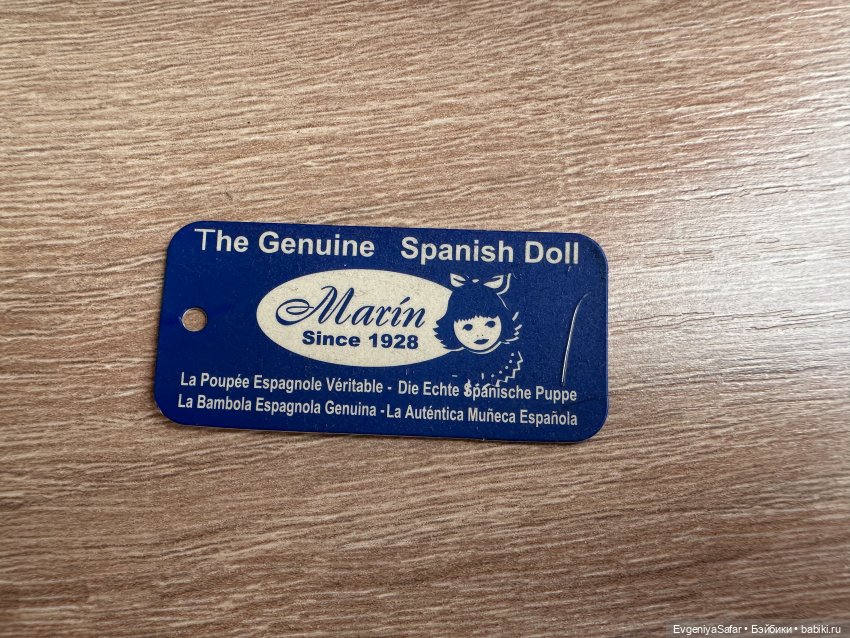 The Genuine Spanish Doll
Marín
Since 1928
La Poupée Espagnole Véritable - Die Echte Spanische Puppe
La Bambola Espagnola Genuina - La Auténtica Muñeca Española
EvgeniyaSafar • Бэйбики • babiki.ru